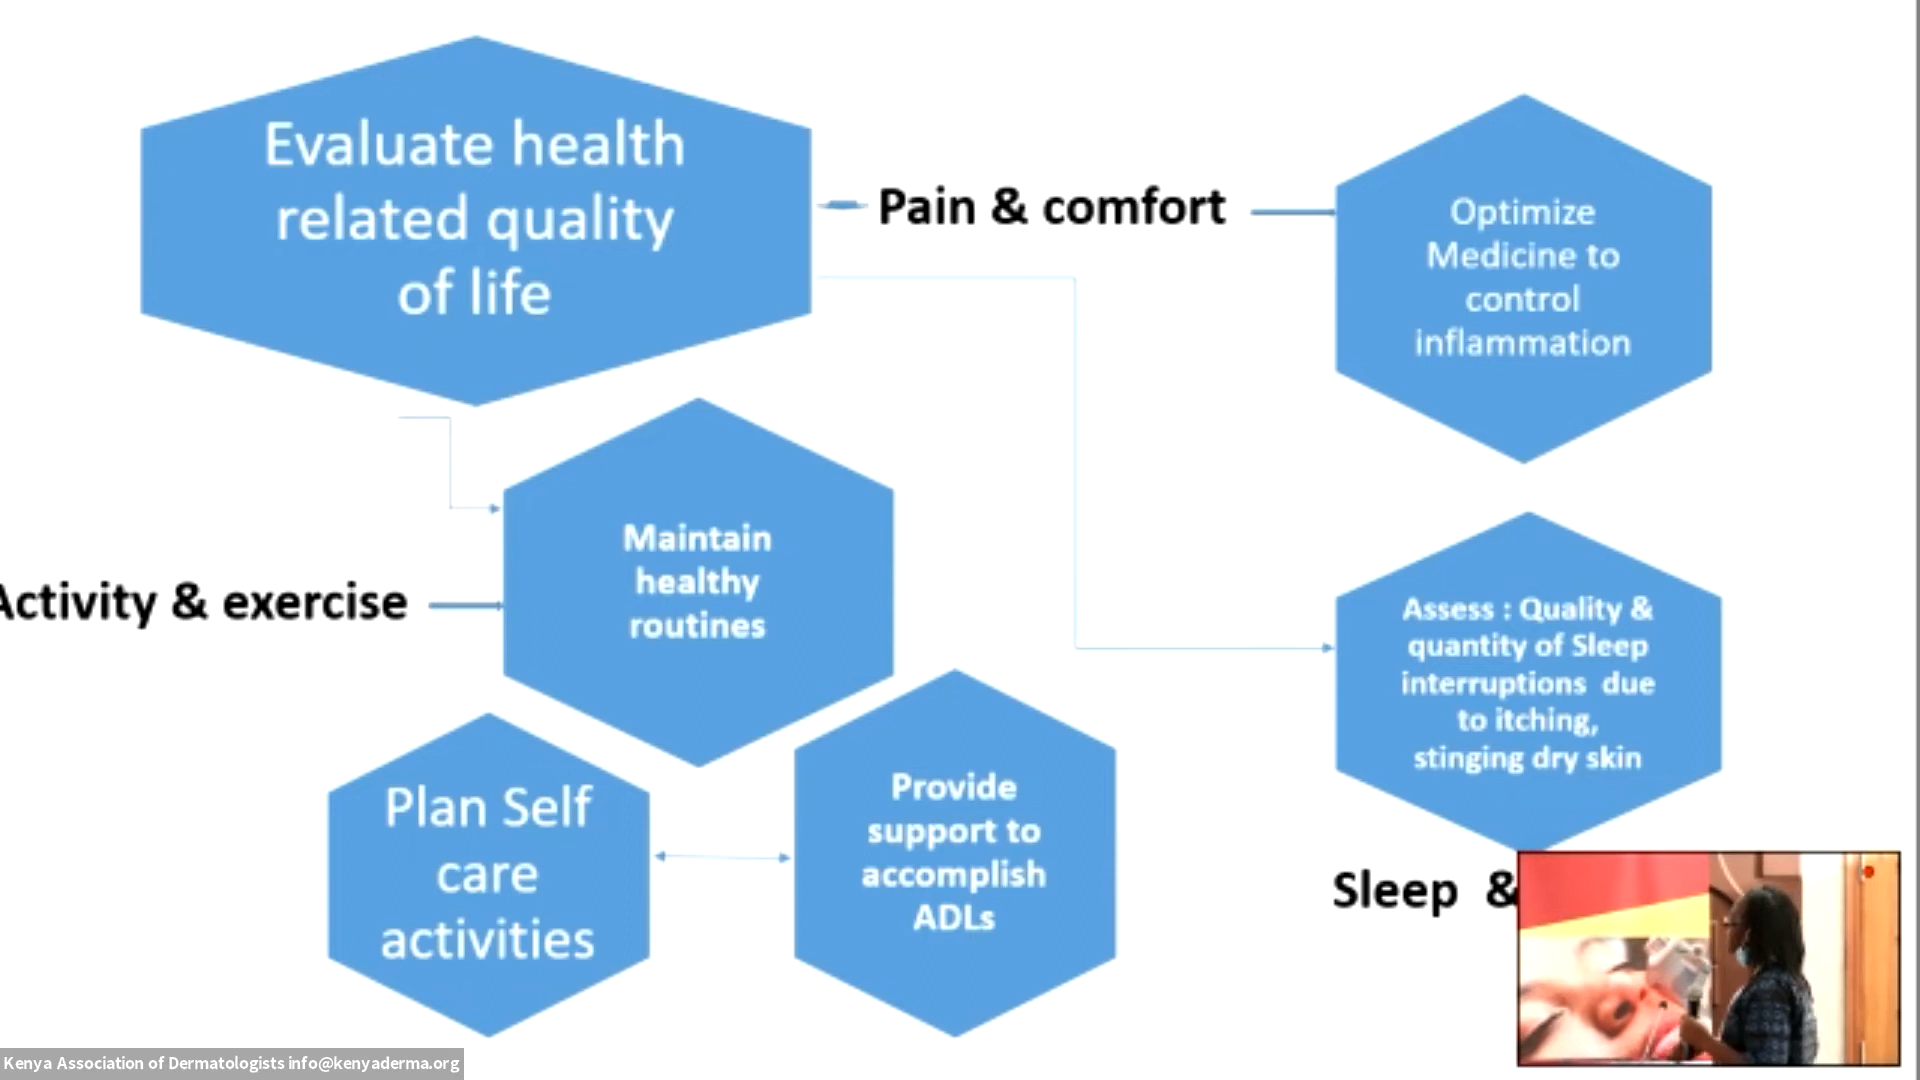 Evaluate health
related quality
of life
Pain & comfort
Optimize
Medicine to
control
inflammation
Maintain
healthy
routines
Activity & exercise
Assess : Quality &
quantity of Sleep
interruptions due
to itching,
stinging dry skin
Plan Self
care
activities
Provide
support to
accomplish
ADLs
Sleep &
Kenya Association of Dermatologists info@kenyaderma.org